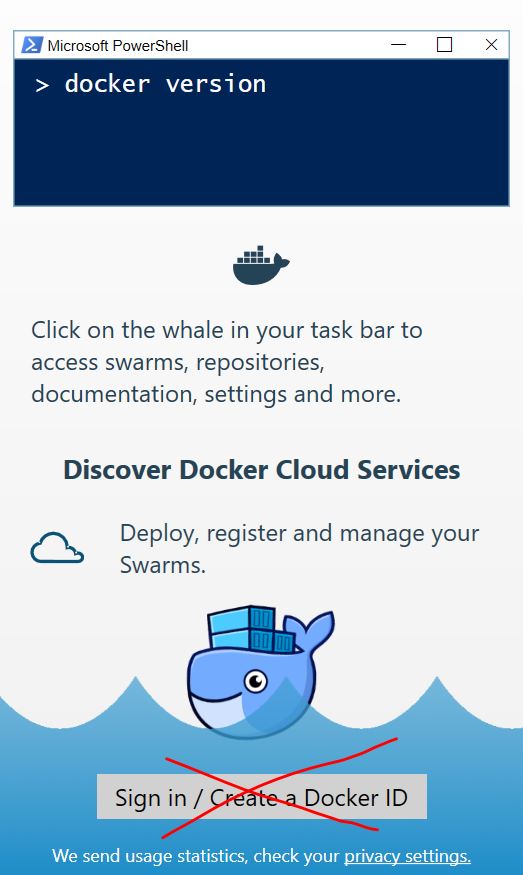 Microsoft PowerShell
> docker version
Click on the whale in your task bar to
access swarms, repositories,
documentation, settings and more.
Discover Docker Cloud Services
Deploy, register and manage your
Swarms.
Sign in / Create a Docker ID
We send usage statistics, check your privacy settings.